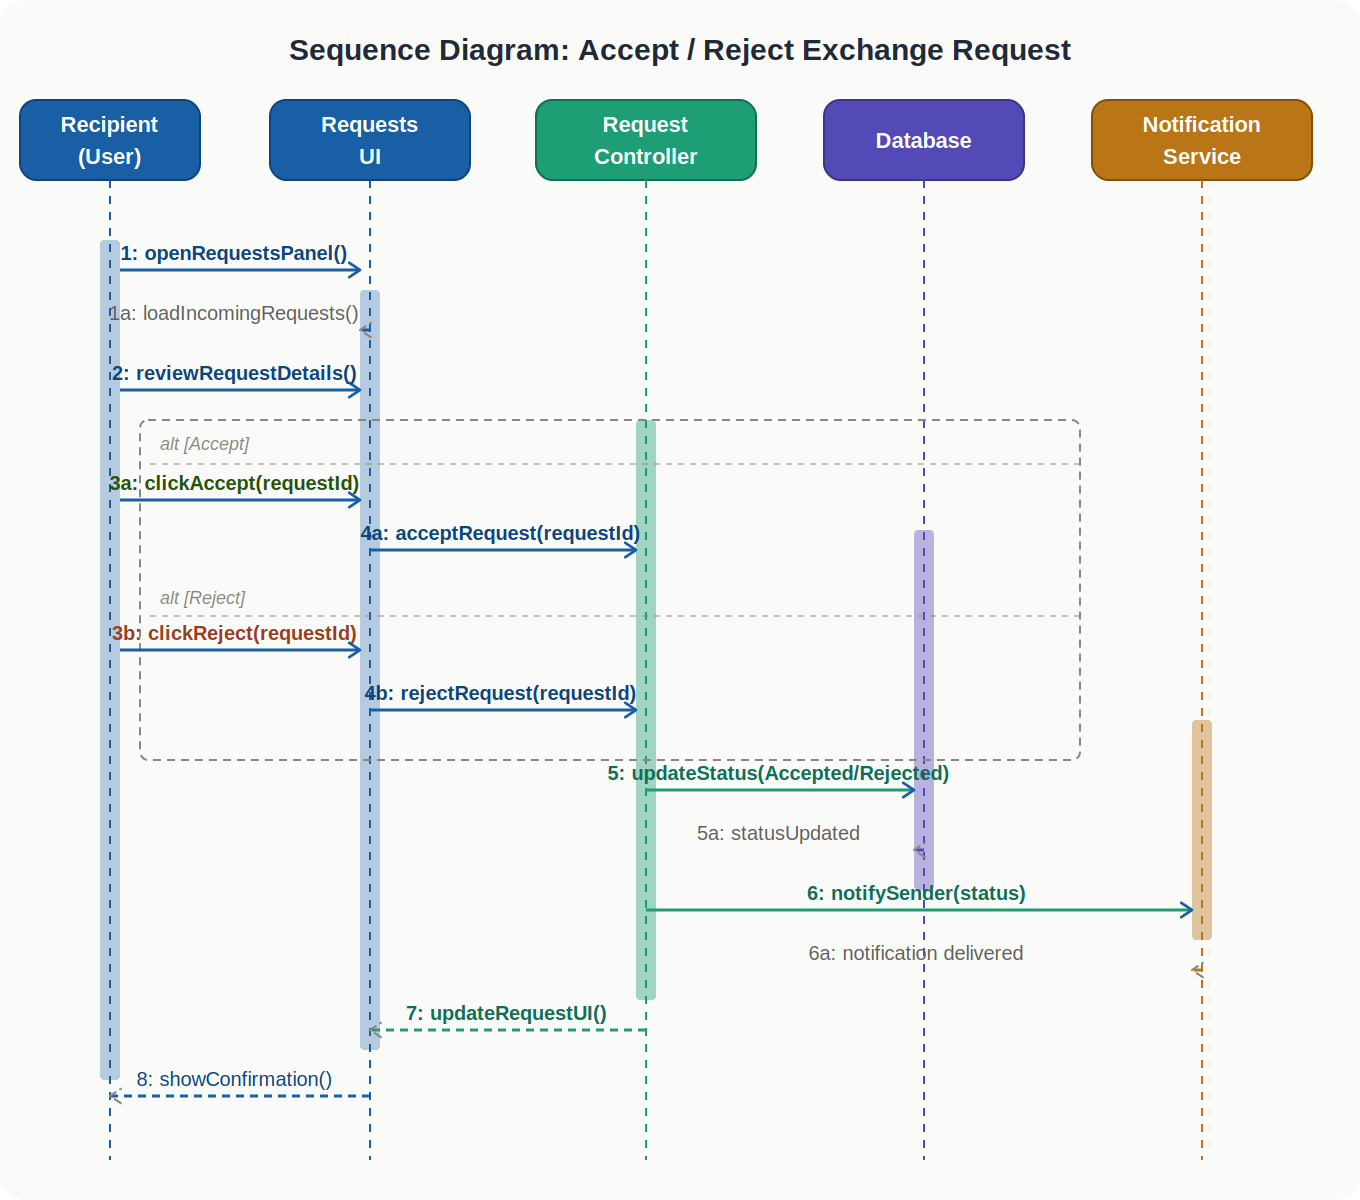 Sequence Diagram: Accept / Reject Exchange Request
Recipient
(User)
Requests
UI
Request
Controller
Database
Notification
Service
1: openRequestsPanel()
1a: loadIncomingRequests()
2: reviewRequestDetails()
alt [Accept]
3a: clickAccept(requestId)
4a: acceptRequest(requestId)
alt [Reject]
3b: clickReject(requestId)
4b: rejectRequest(requestId)
5: updateStatus(Accepted/Rejected)
5a: statusUpdated
6: notifySender(status)
6a: notification delivered
7: updateRequestUI()
8: showConfirmation()